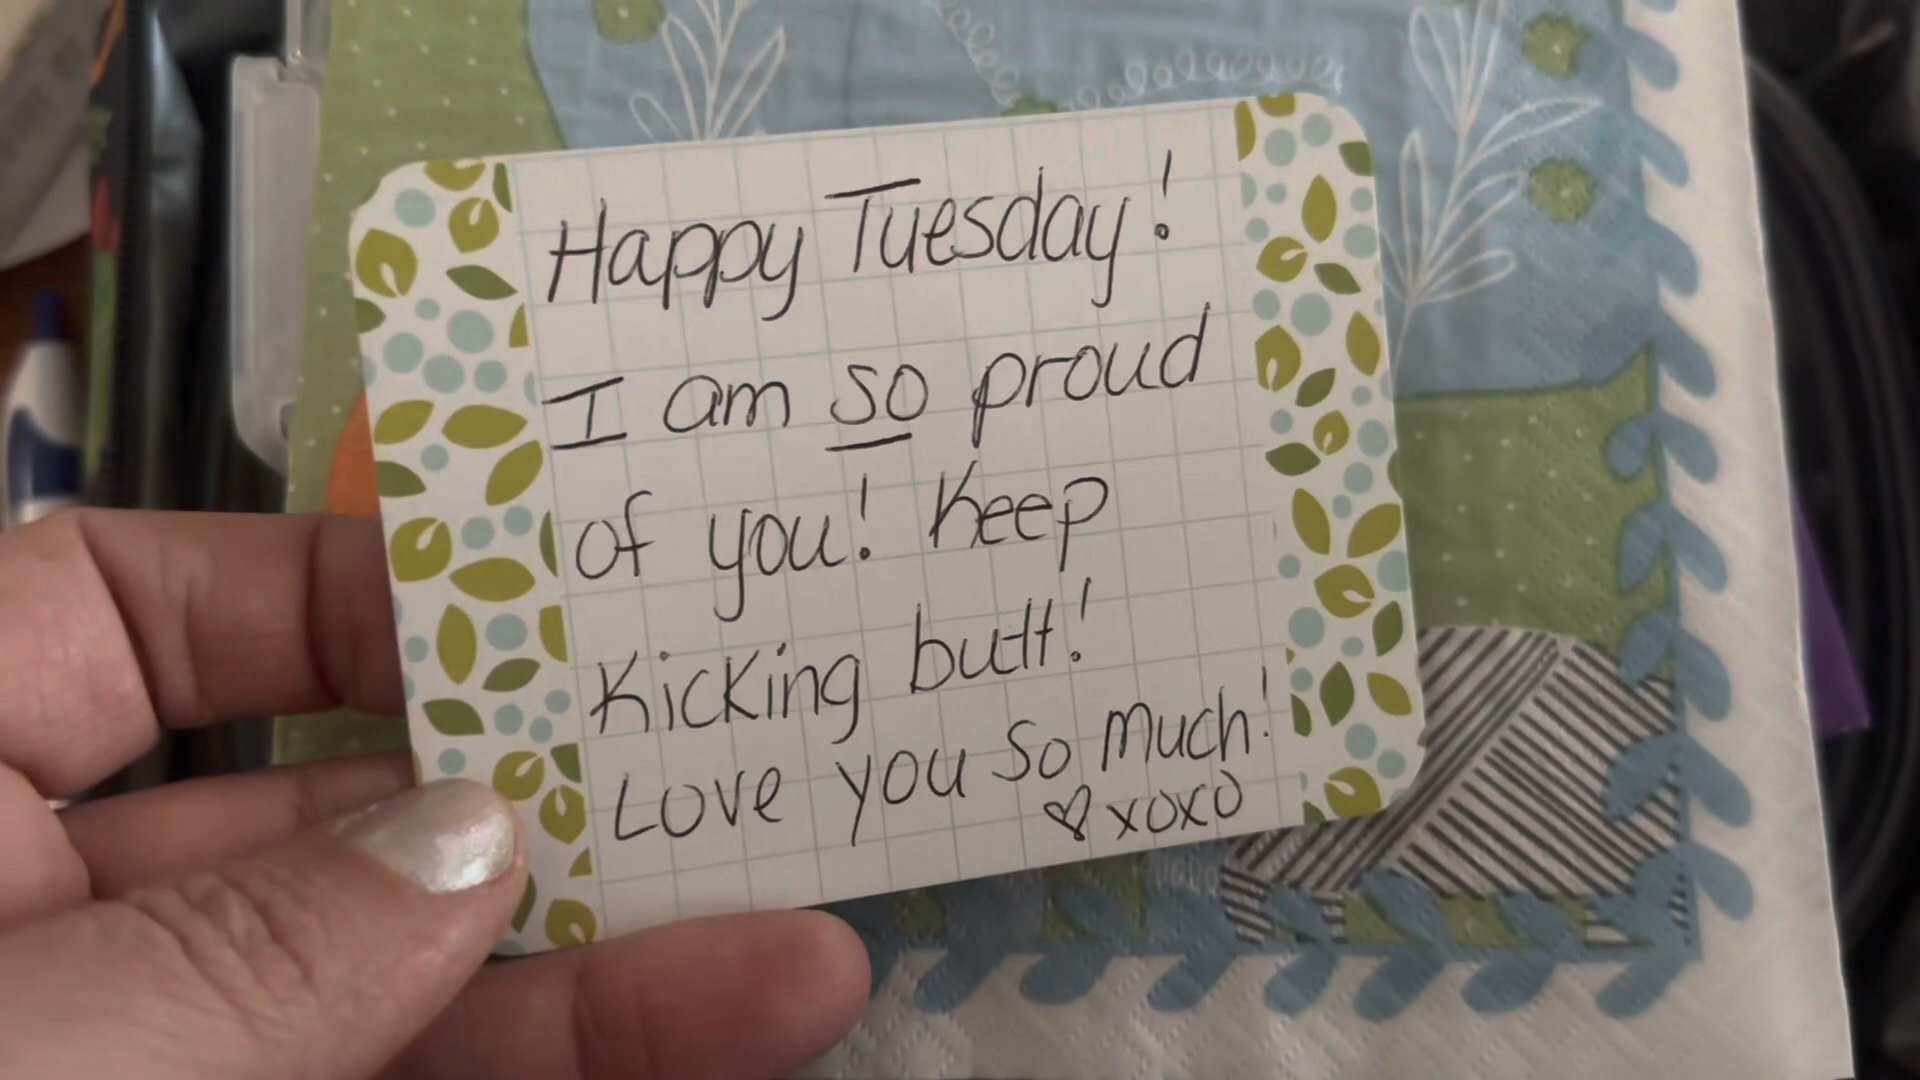 Happy Tuesday!
I am so proud
of you! Keep
Kicking butt!
Love you so much!
♡ xoxo